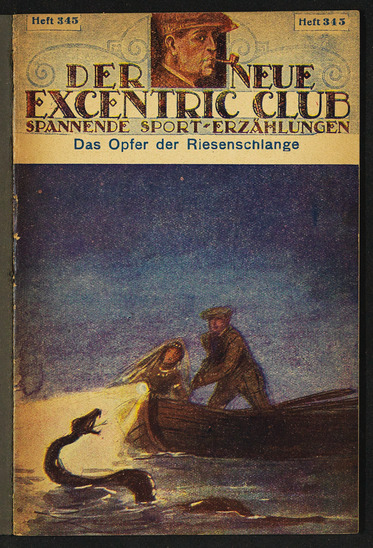 Heft 345 Heft 345
DER NEUE
EXCENTRIC CLUB
SPANNENDE SPORT-ERZÄHLUNGEN
Das Opfer der Riesenschlange